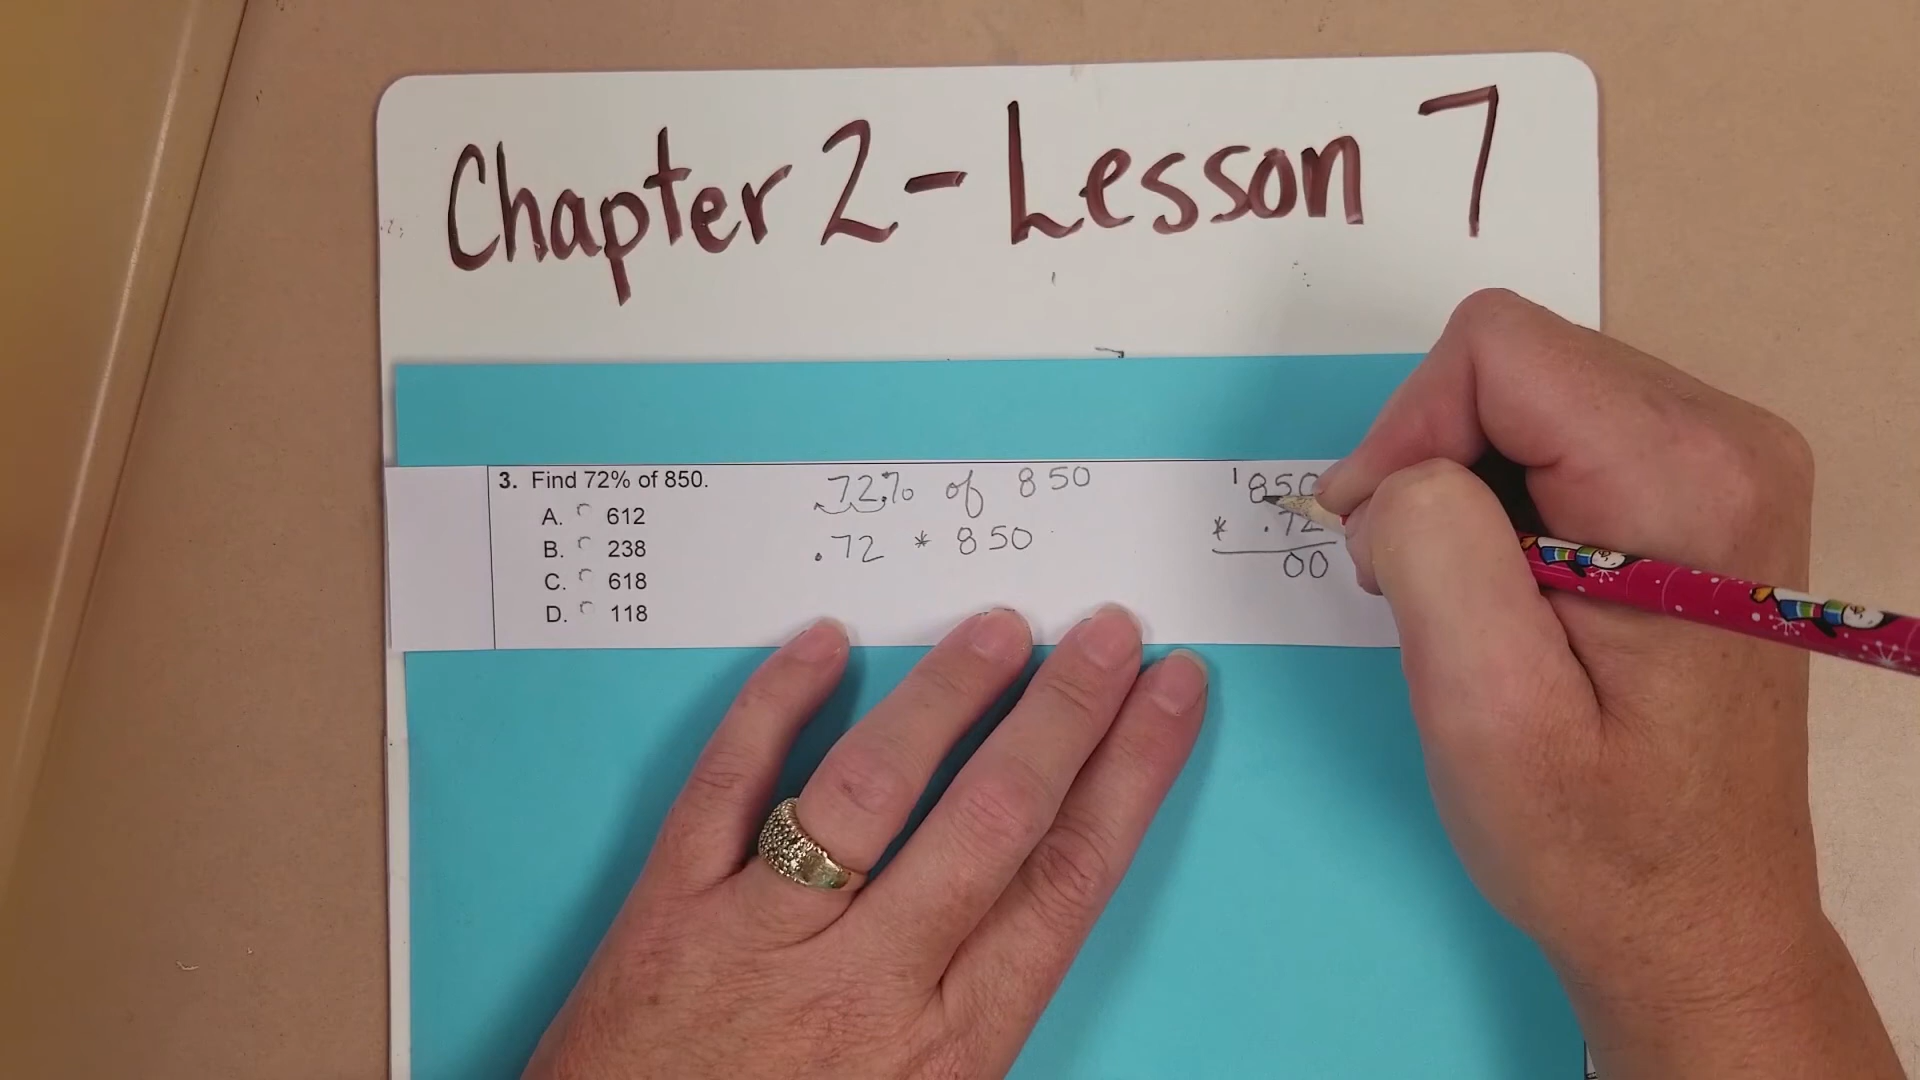 Chapter 2 - Lesson 7
3. Find 72% of 850.
A. 612
B. 238
C. 618
D. 118
.72.% of 850
.72 * 850
1
850
* .72
00